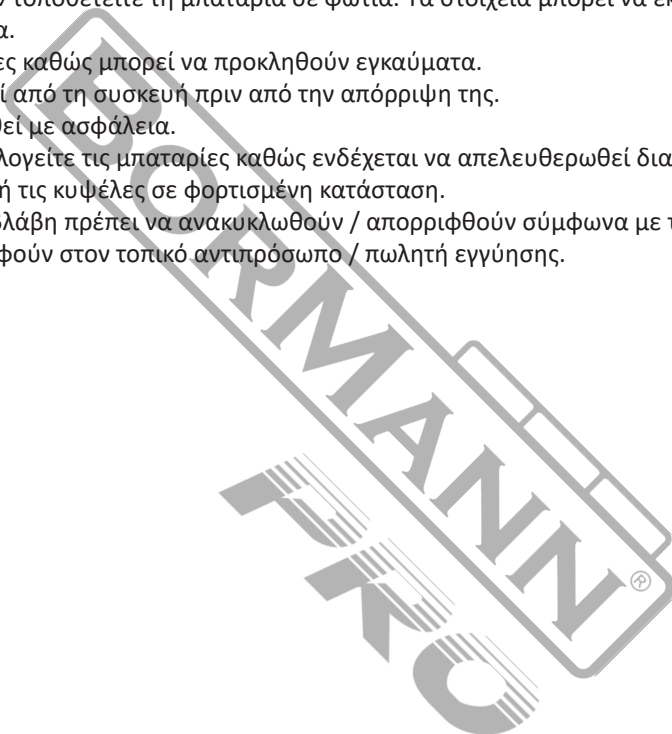 τοποθετείτε τη μπαταρία σε φωτιά. Τα στοιχεία μπορεί να
α.
ες καθώς μπορεί να προκληθούν εγκαύματα.
ί από τη συσκευή πριν από την απόρριψη της.
θεί με ασφάλεια.
λογείτε τις μπαταρίες καθώς ενδέχεται να απελευθερωθεί δια
ή τις κυψέλες σε φορτισμένη κατάσταση.
βλάβη πρέπει να ανακυκλωθούν / απορριφθούν σύμφωνα με τ
φούν στον τοπικό αντιπρόσωπο / πωλητή εγγύησης.
BORMANN®
PRO